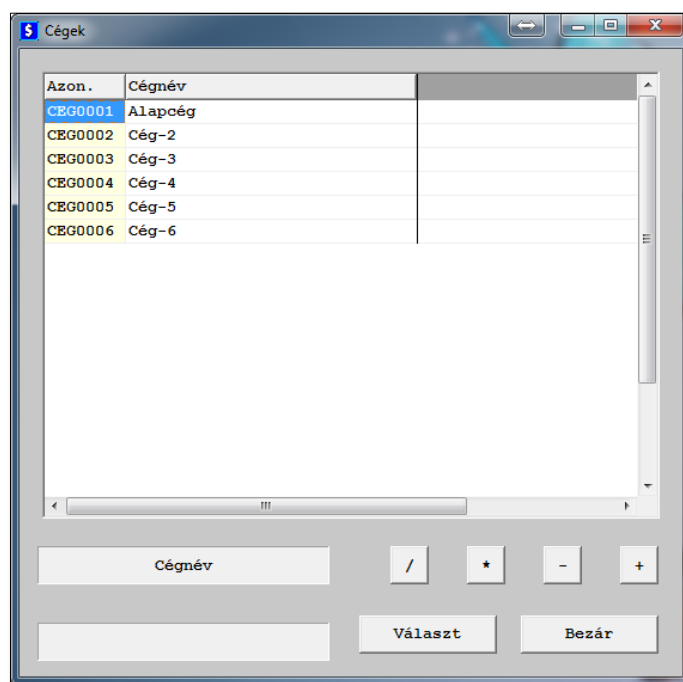 $ Cégek
Azon. Cégnév
CEG0001 Alapcég
CEG0002 Cég-2
CEG0003 Cég-3
CEG0004 Cég-4
CEG0005 Cég-5
CEG0006 Cég-6
Cégnév / * - +
Választ Bezár